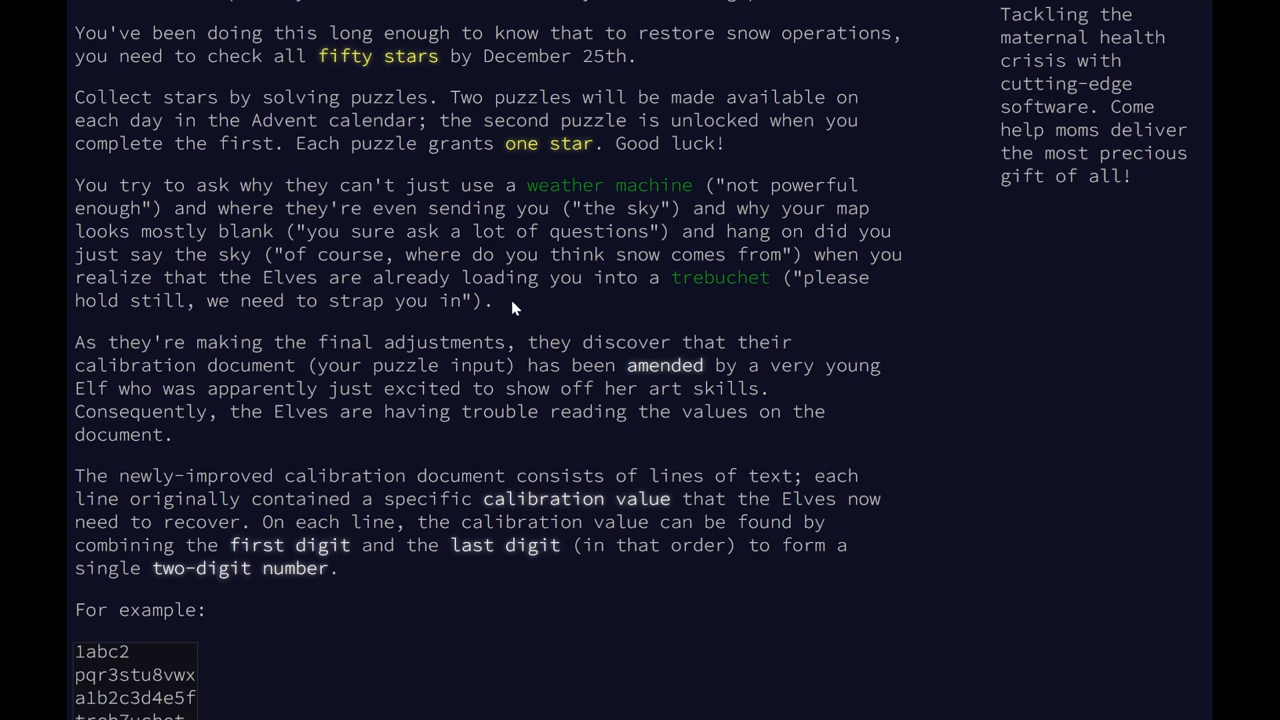 You've been doing this long enough to know that to restore snow operations,
you need to check all fifty stars by December 25th.
Collect stars by solving puzzles. Two puzzles will be made available on
each day in the Advent calendar; the second puzzle is unlocked when you
complete the first. Each puzzle grants one star. Good luck!
You try to ask why they can't just use a weather machine ("not powerful
enough") and where they're even sending you ("the sky") and why your map
looks mostly blank ("you sure ask a lot of questions") and hang on did you
just say the sky ("of course, where do you think snow comes from") when you
realize that the Elves are already loading you into a trebuchet ("please
hold still, we need to strap you in").
As they're making the final adjustments, they discover that their
calibration document (your puzzle input) has been amended by a very young
Elf who was apparently just excited to show off her art skills.
Consequently, the Elves are having trouble reading the values on the
document.
The newly-improved calibration document consists of lines of text; each
line originally contained a specific calibration value that the Elves now
need to recover. On each line, the calibration value can be found by
combining the first digit and the last digit (in that order) to form a
single two-digit number.
For example:
1abc2
pqr3stu8vwx
a1b2c3d4e5f
Tackling the
maternal health
crisis with
cutting-edge
software. Come
help moms deliver
the most precious
gift of all!